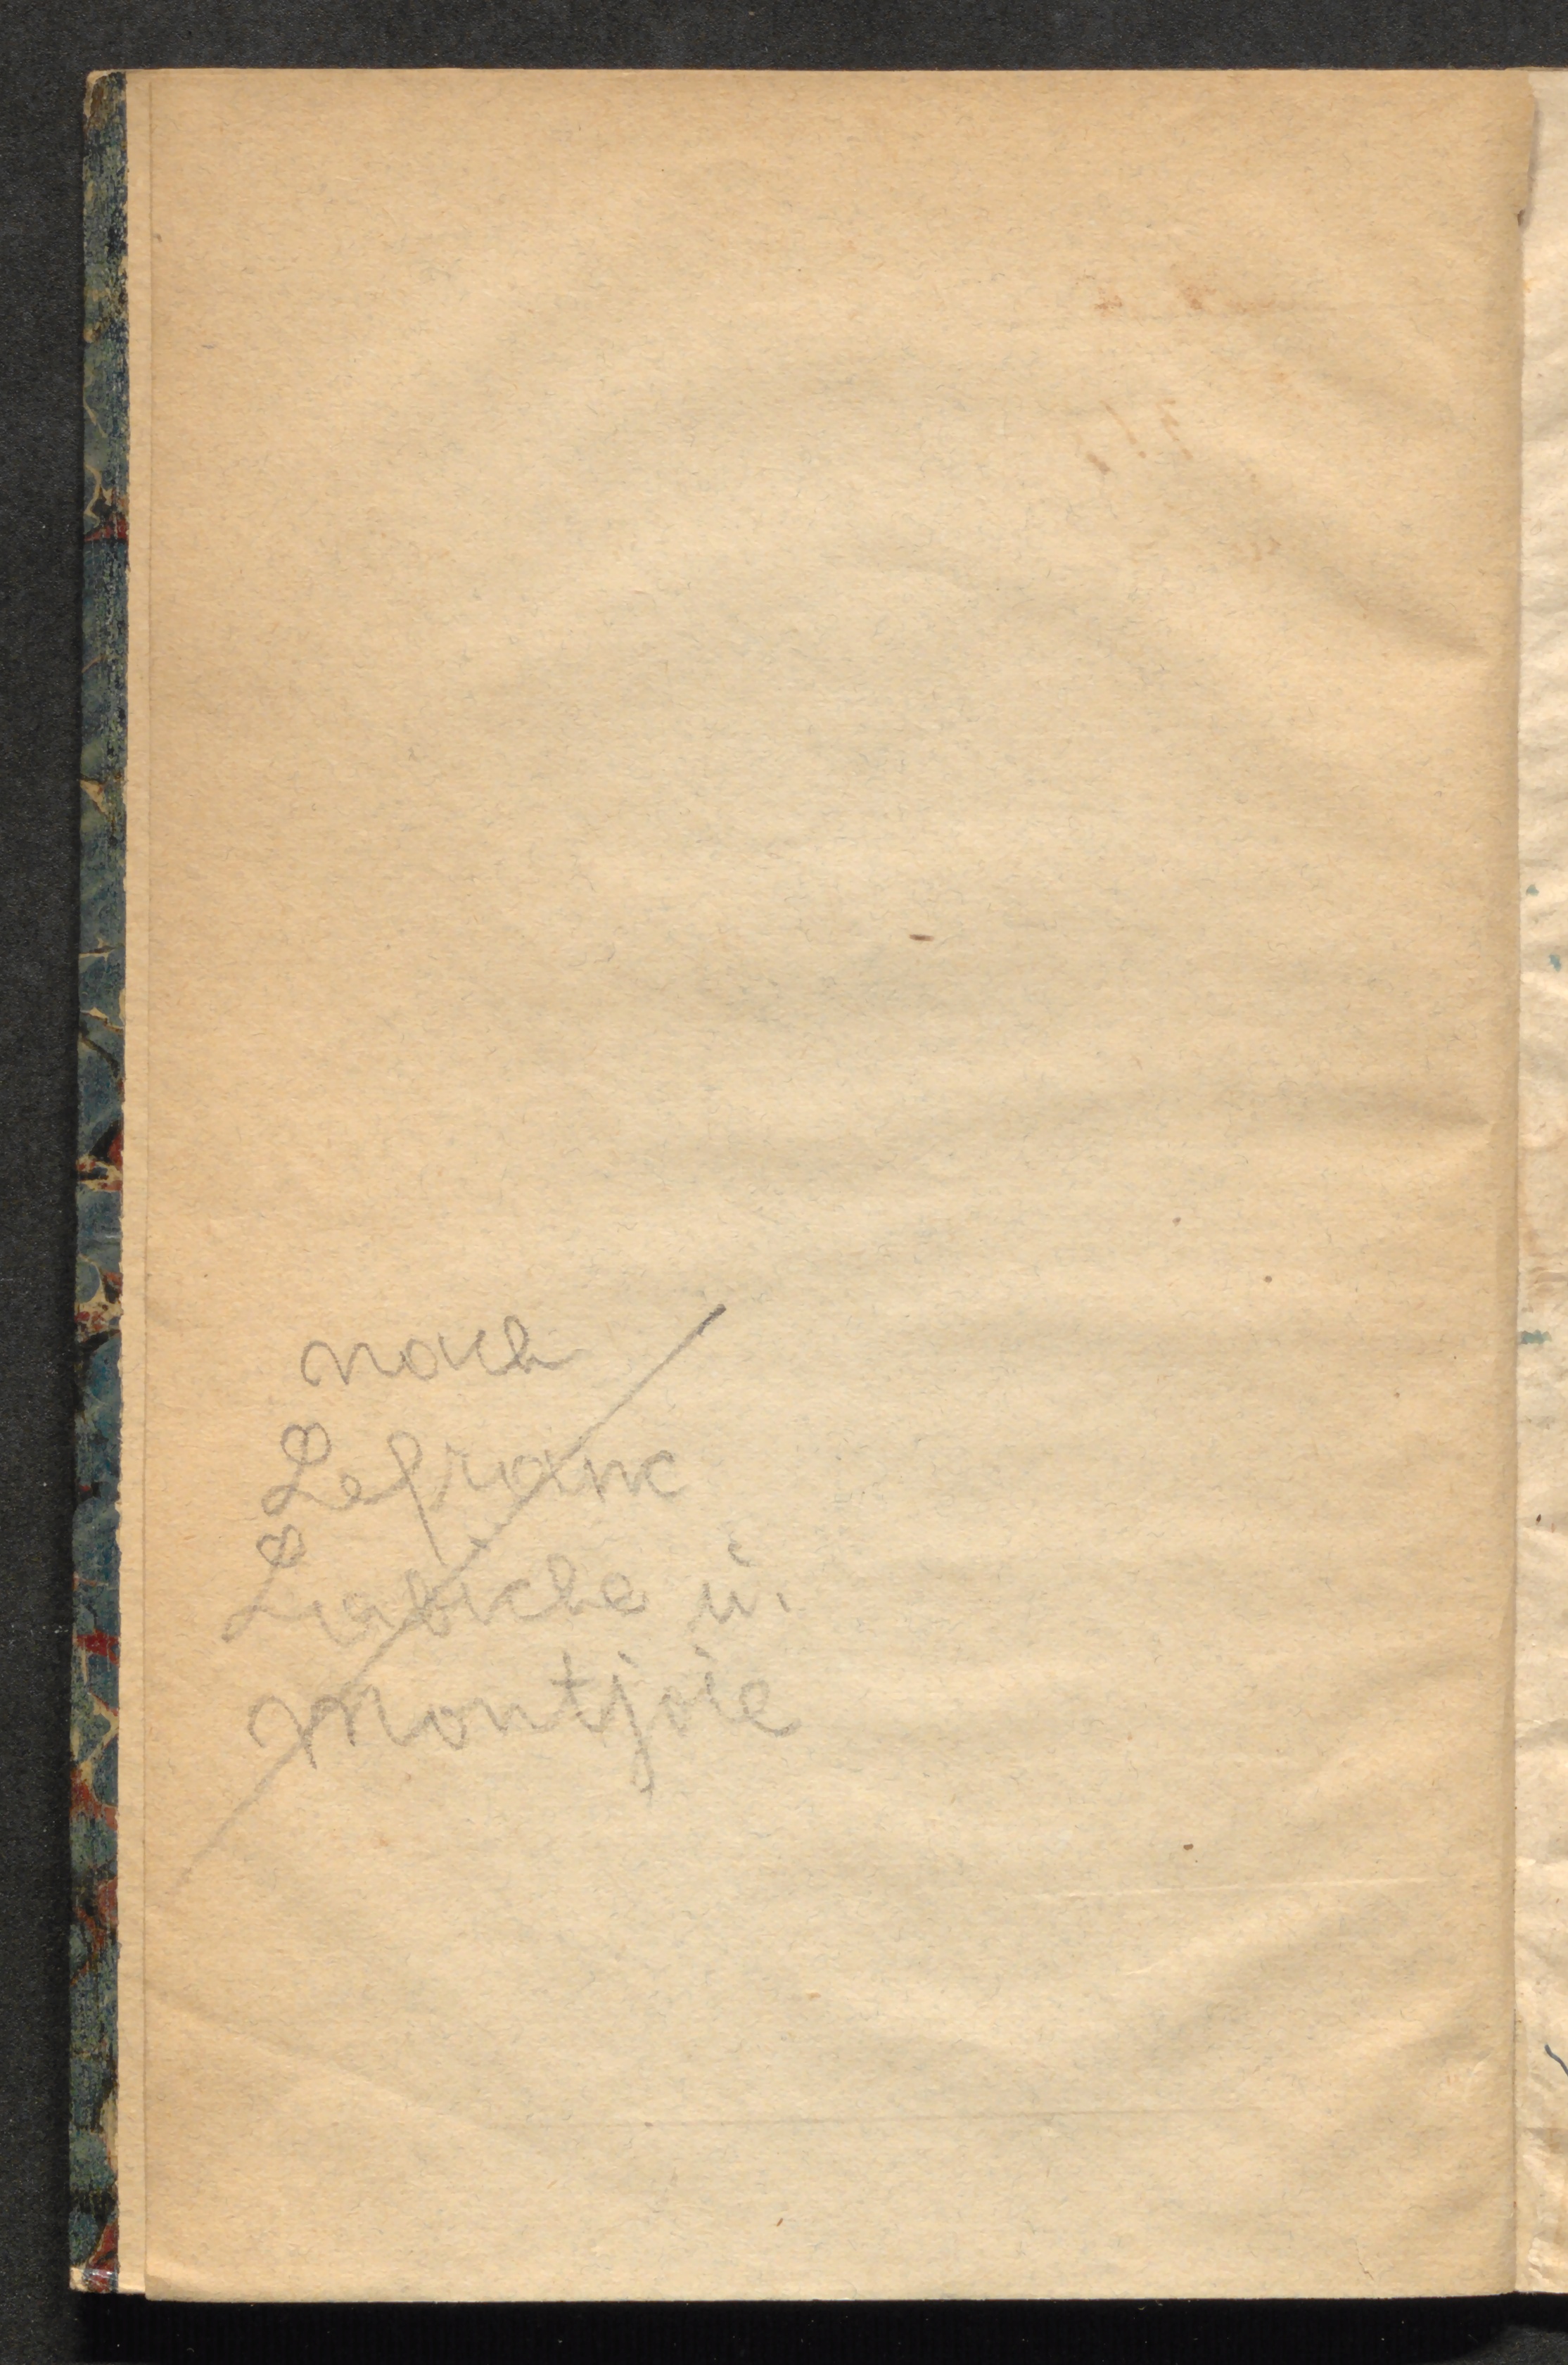 nach
Lefranc
Labiche u.
Montjoie